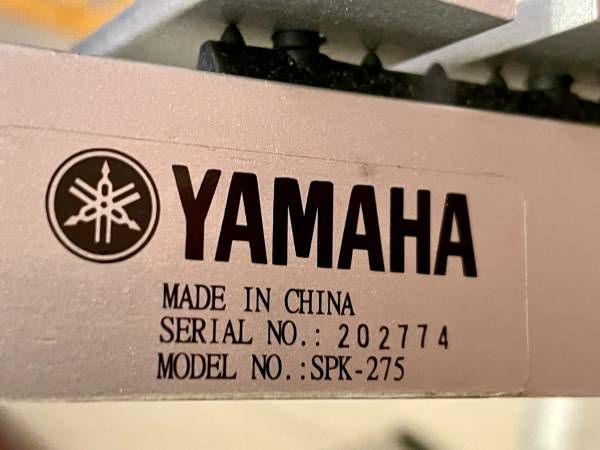 YAMAHA
MADE IN CHINA
SERIAL NO.: 202774
MODEL NO.:SPK-275